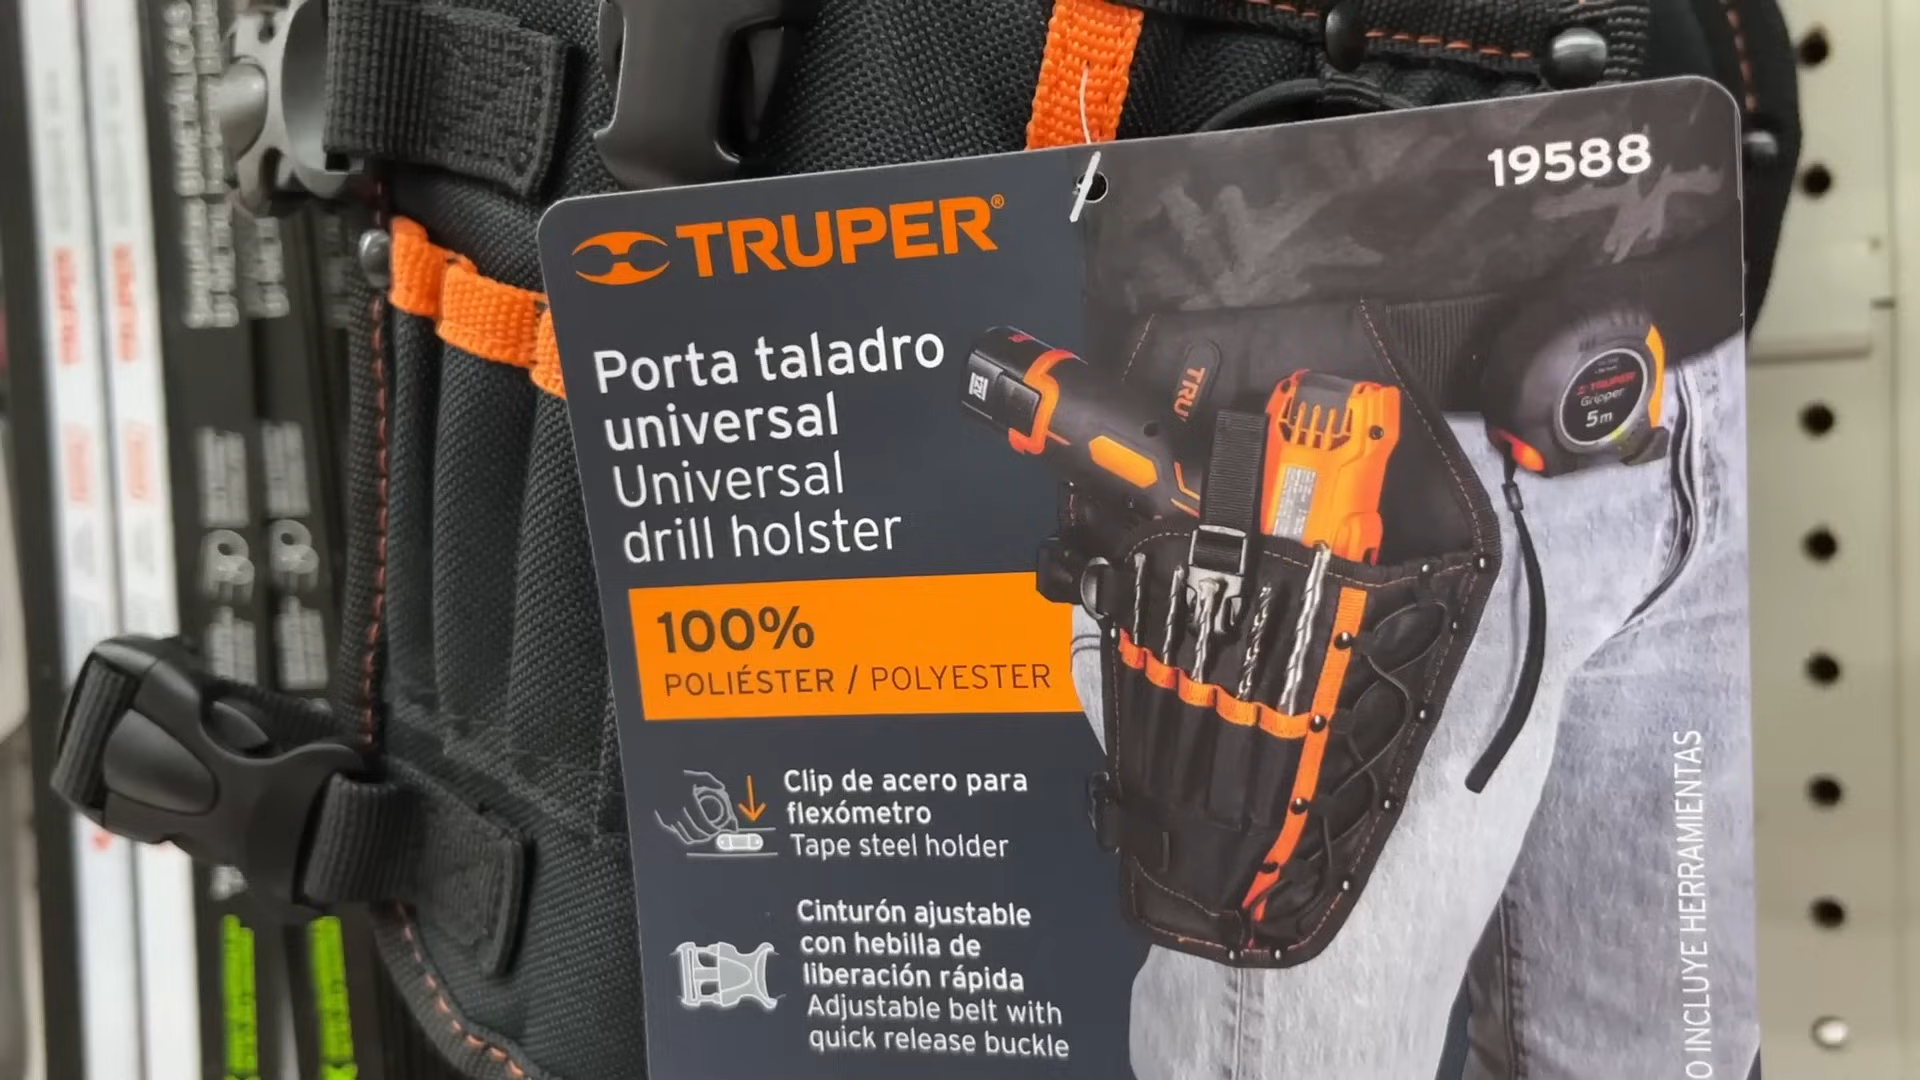 19588
TRUPER®
Porta taladro
universal
Universal
drill holster
100%
POLIÉSTER / POLYESTER
Clip de acero para
flexómetro
Tape steel holder
Cinturón ajustable
con hebilla de
liberación rápida
Adjustable belt with
quick release buckle
TRU
TRUPER
Gripper
5m
O INCLUYE HERRAMIENTAS